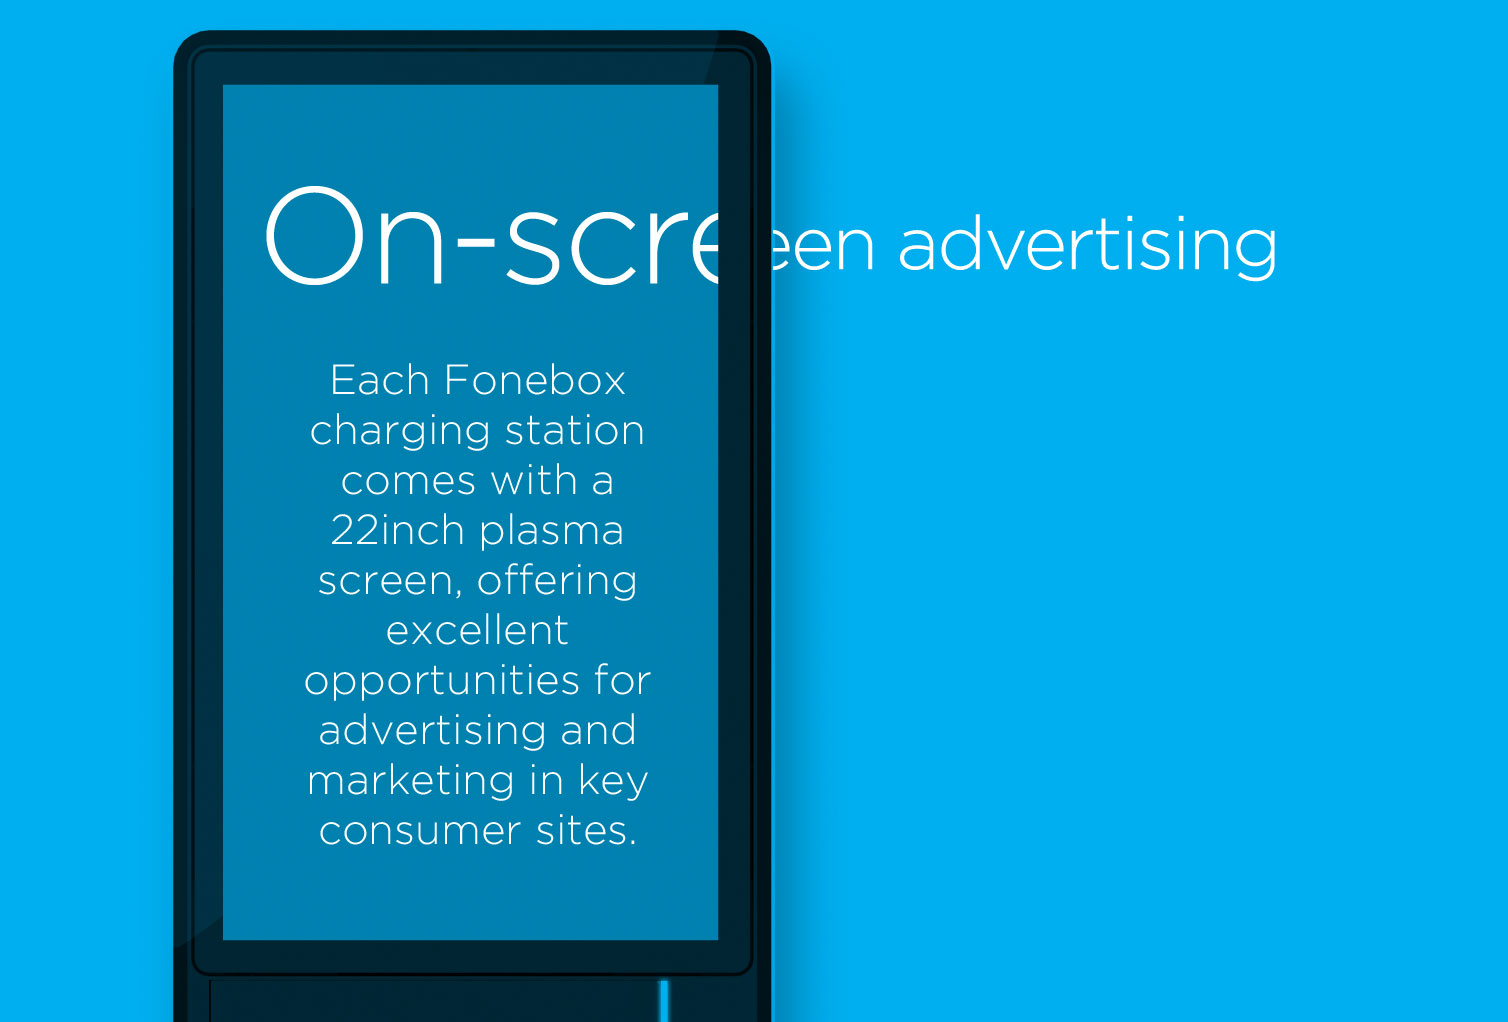 On-screen advertising
Each Fonebox
charging station
comes with a
22inch plasma
screen, offering
excellent
opportunities for
advertising and
marketing in key
consumer sites.